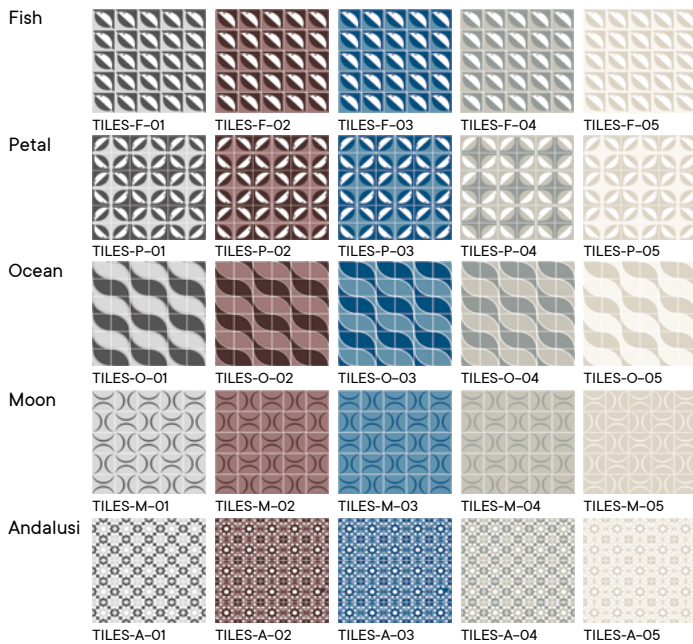 Fish
TILES-F-01 TILES-F-02 TILES-F-03 TILES-F-04 TILES-F-05
Petal
TILES-P-01 TILES-P-02 TILES-P-03 TILES-P-04 TILES-P-05
Ocean
TILES-O-01 TILES-O-02 TILES-O-03 TILES-O-04 TILES-O-05
Moon
TILES-M-01 TILES-M-02 TILES-M-03 TILES-M-04 TILES-M-05
Andalusi
TILES-A-01 TILES-A-02 TILES-A-03 TILES-A-04 TILES-A-05